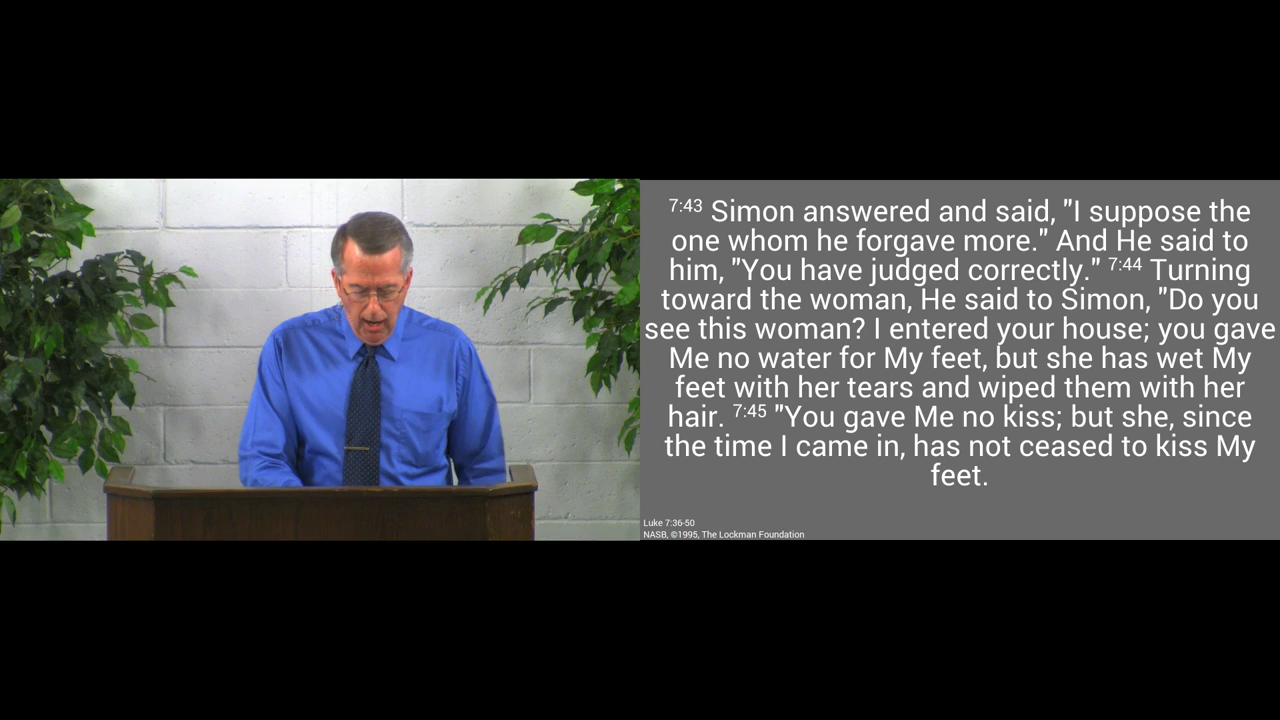 7:43 Simon answered and said, "I suppose the
one whom he forgave more." And He said to
him, "You have judged correctly." 7:44 Turning
toward the woman, He said to Simon, "Do you
see this woman? I entered your house; you gave
Me no water for My feet, but she has wet My
feet with her tears and wiped them with her
hair. 7:45 "You gave Me no kiss; but she, since
the time I came in, has not ceased to kiss My
feet.
Luke 7:36-50
NASB, ©1995, The Lockman Foundation